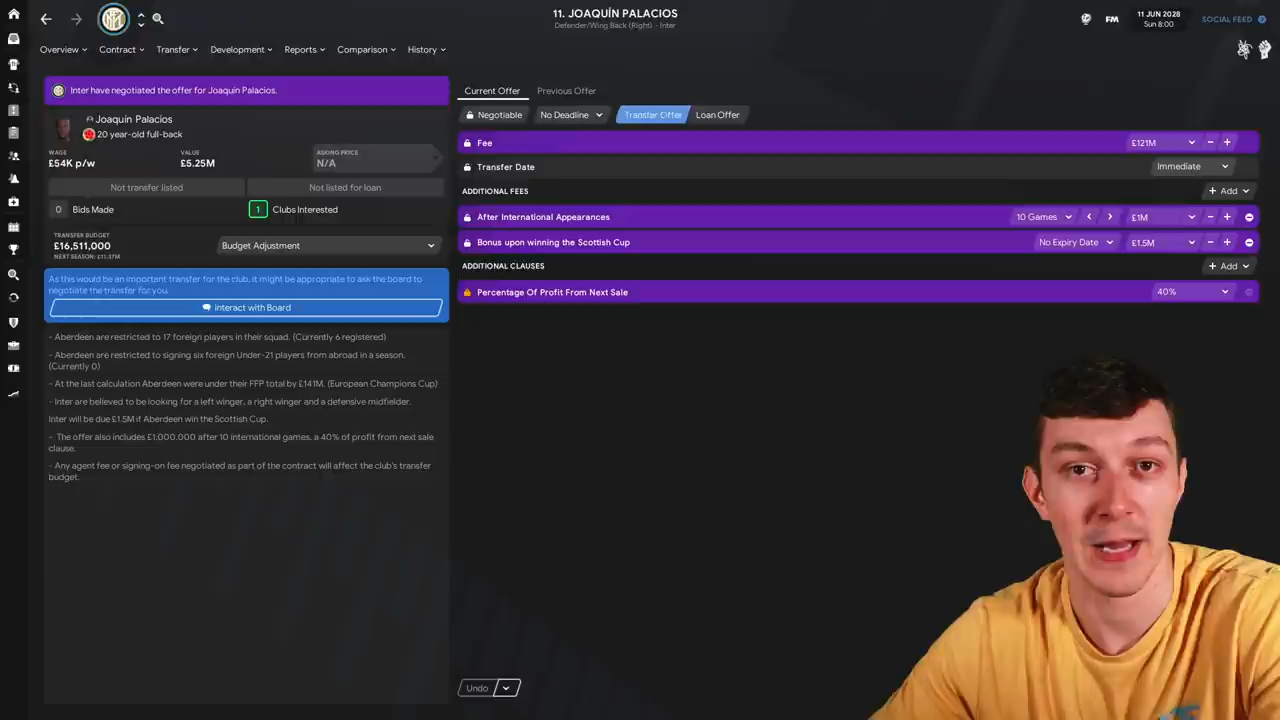 11. JOAQUÍN PALACIOS
Defender/Wing Back (Right) - Inter
FM
11 JUN 2028
Sun 8:00
SOCIAL FEED
Overview
Contract
Transfer
Development
Reports
Comparison
History
Inter have negotiated the offer for Joaquín Palacios.
Joaquín Palacios
20 year-old full-back
WAGE
£54K p/w
VALUE
£5.25M
ASKING PRICE
N/A
Not transfer listed
Not listed for loan
0 Bids Made
1 Clubs Interested
TRANSFER BUDGET
£16,511,000
NEXT SEASON: £11.37M
Budget Adjustment
As this would be an important transfer for the club, it might be appropriate to ask the board to
negotiate the transfer for you.
Interact with Board
- Aberdeen are restricted to 17 foreign players in their squad. (Currently 6 registered)
- Aberdeen are restricted to signing six foreign Under-21 players from abroad in a season.
(Currently 0)
- At the last calculation Aberdeen were under their FFP total by £141M. (European Champions Cup)
- Inter are believed to be looking for a left winger, a right winger and a defensive midfielder.
Inter will be due £1.5M if Aberdeen win the Scottish Cup.
- The offer also includes £1,000,000 after 10 international games, a 40% of profit from next sale
clause.
- Any agent fee or signing-on fee negotiated as part of the contract will affect the club's transfer
budget.
Current Offer
Previous Offer
Negotiable
No Deadline
Transfer Offer
Loan Offer
Fee
£121M
Transfer Date
Immediate
ADDITIONAL FEES
+ Add
After International Appearances
10 Games
£1M
Bonus upon winning the Scottish Cup
No Expiry Date
£1.5M
ADDITIONAL CLAUSES
+ Add
Percentage Of Profit From Next Sale
40%
Undo